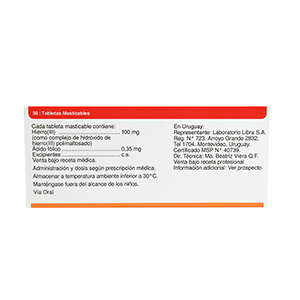 30 | Tabletas Masticables
Cada tableta masticable contiene:
Hierro(III) 100 mg
(como complejo de hidróxido de
hierro(III) polimaltosado)
Ácido fólico 0,35 mg
Excipientes c.s.
Venta bajo receta médica.
Administración y dosis según prescripción médica.
Almacenar a temperatura ambiente inferior a 30°C.
Manténgase fuera del alcance de los niños.
Vía Oral
En Uruguay:
Representante: Laboratorio Libra S.A.
Reg. N° 723. Arroyo Grande 2832,
Tel 1704. Montevideo, Uruguay.
Certificado MSP N° 40739.
Dir. Técnica: Ma. Beatriz Viera Q.F.
Venta bajo receta profesional
Información adicional: Ver prospecto